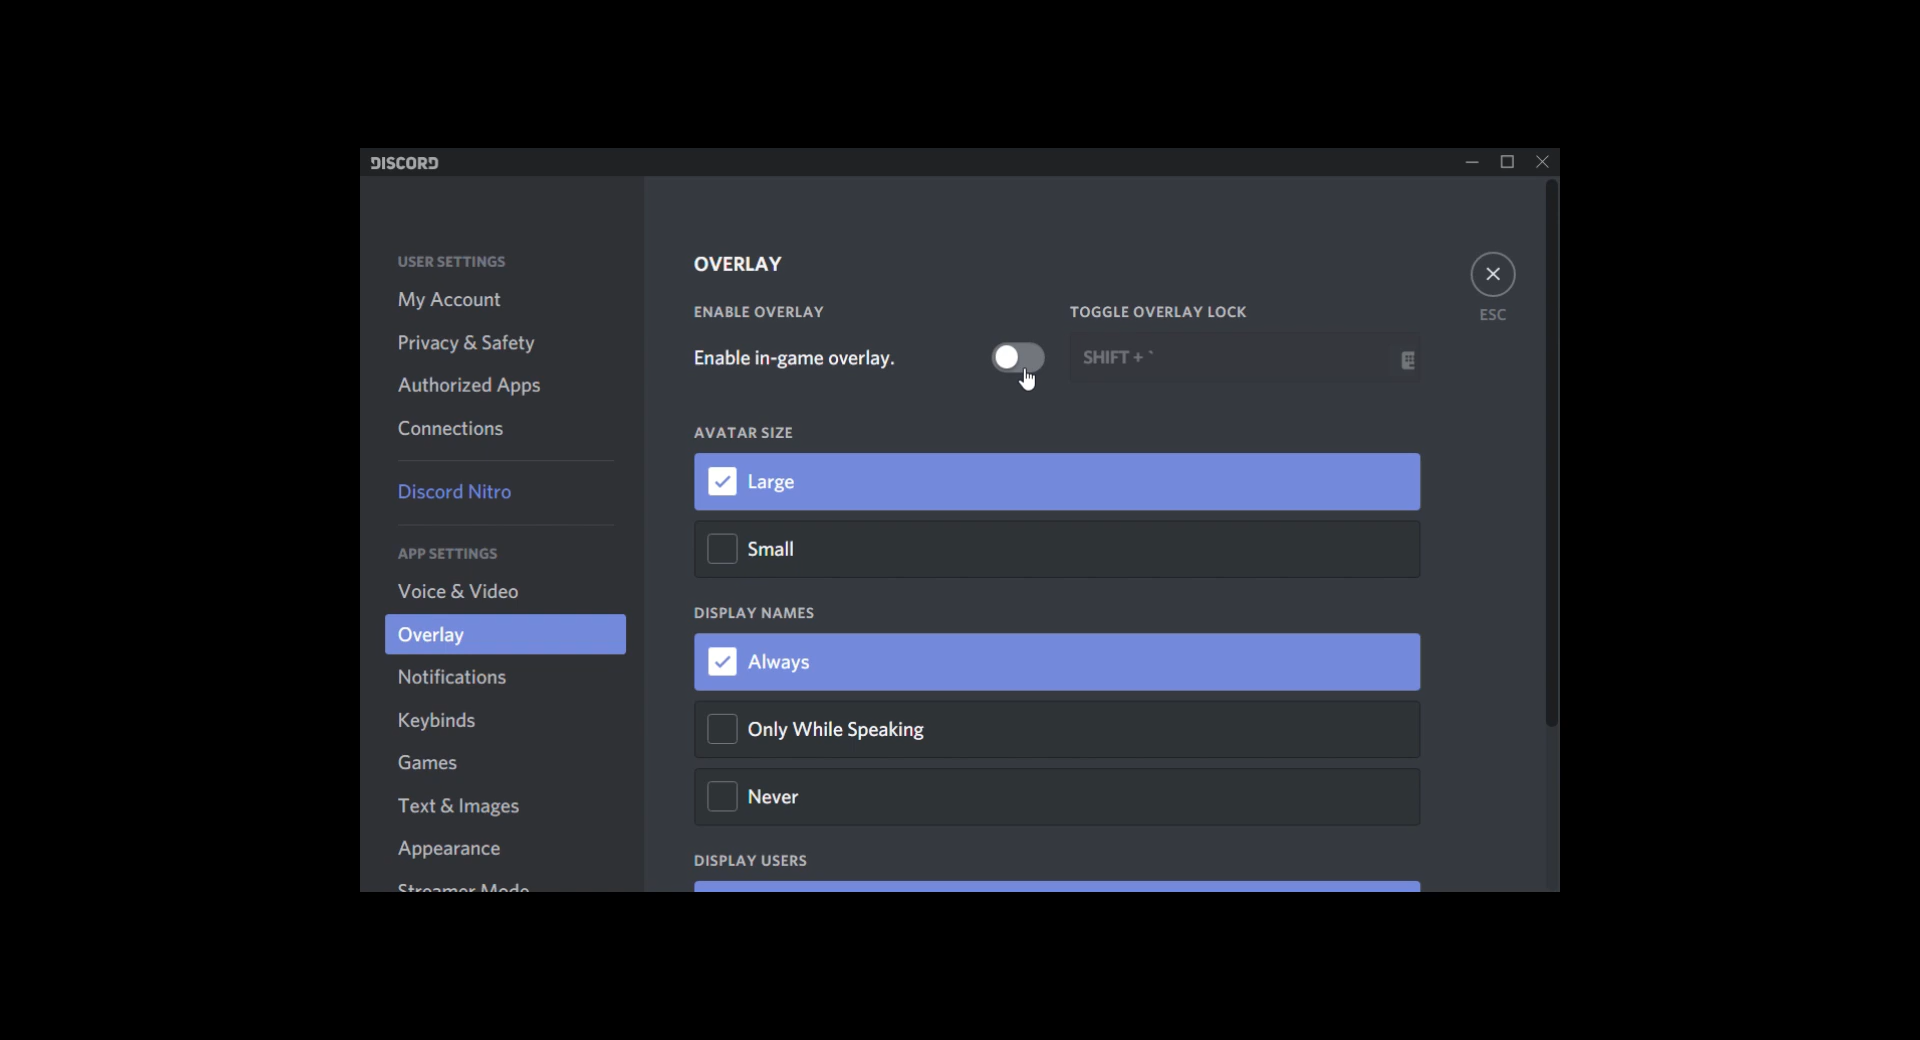 DISCORD
USER SETTINGS
My Account
Privacy & Safety
Authorized Apps
Connections
Discord Nitro
APP SETTINGS
Voice & Video
Overlay
Notifications
Keybinds
Games
Text & Images
Appearance
Streamer Mode
OVERLAY
ENABLE OVERLAY
Enable in-game overlay.
TOGGLE OVERLAY LOCK
SHIFT + `
ESC
AVATAR SIZE
Large
Small
DISPLAY NAMES
Always
Only While Speaking
Never
DISPLAY USERS